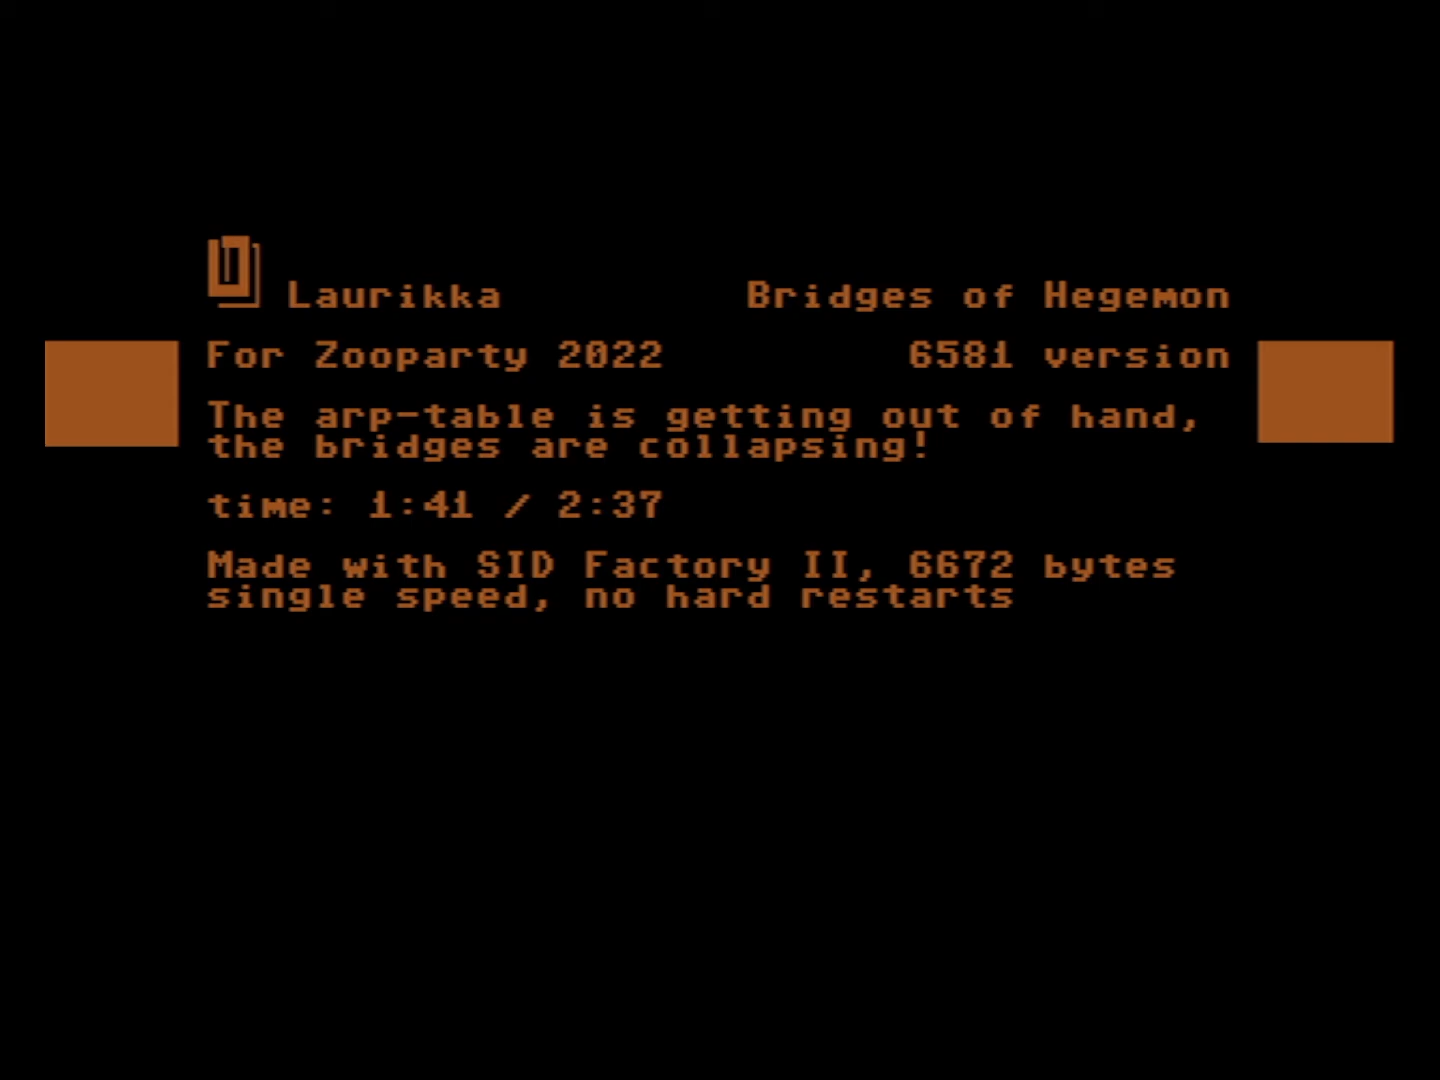 Laurikka Bridges of Hegemon
For Zooparty 2022 6581 version
The arp-table is getting out of hand,
the bridges are collapsing!
time: 1:41 / 2:37
Made with SID Factory II, 6672 bytes
single speed, no hard restarts